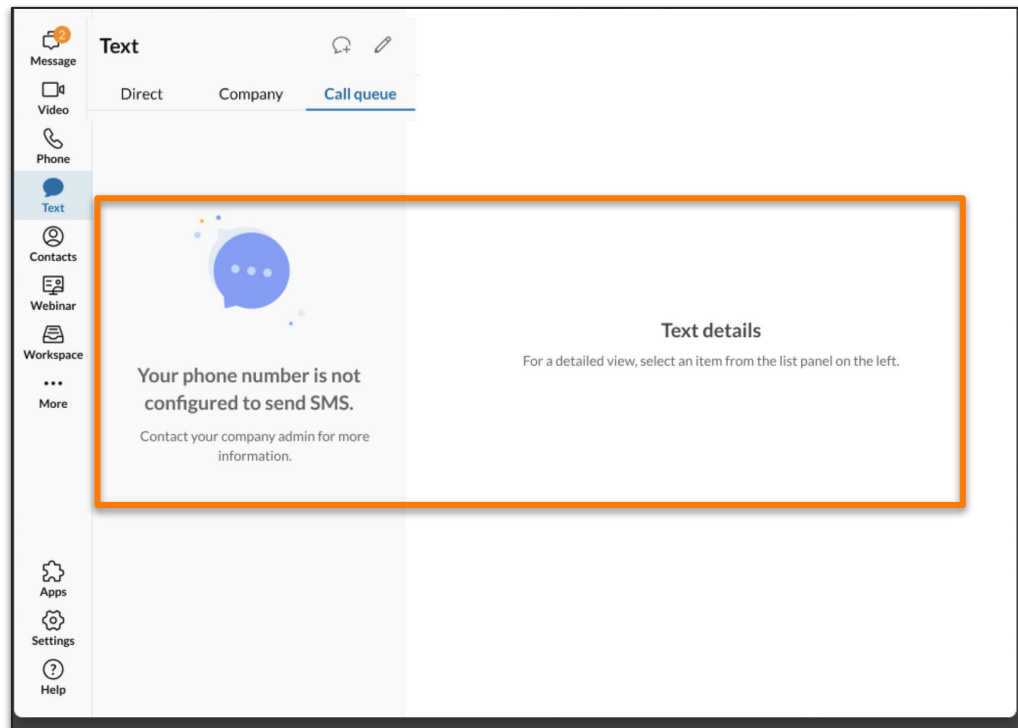 2
Message
Video
Phone
Text
Contacts
Webinar
Workspace
More
Apps
Settings
Help
Text
Direct Company Call queue
Your phone number is not
configured to send SMS.
Contact your company admin for more
information.
Text details
For a detailed view, select an item from the list panel on the left.